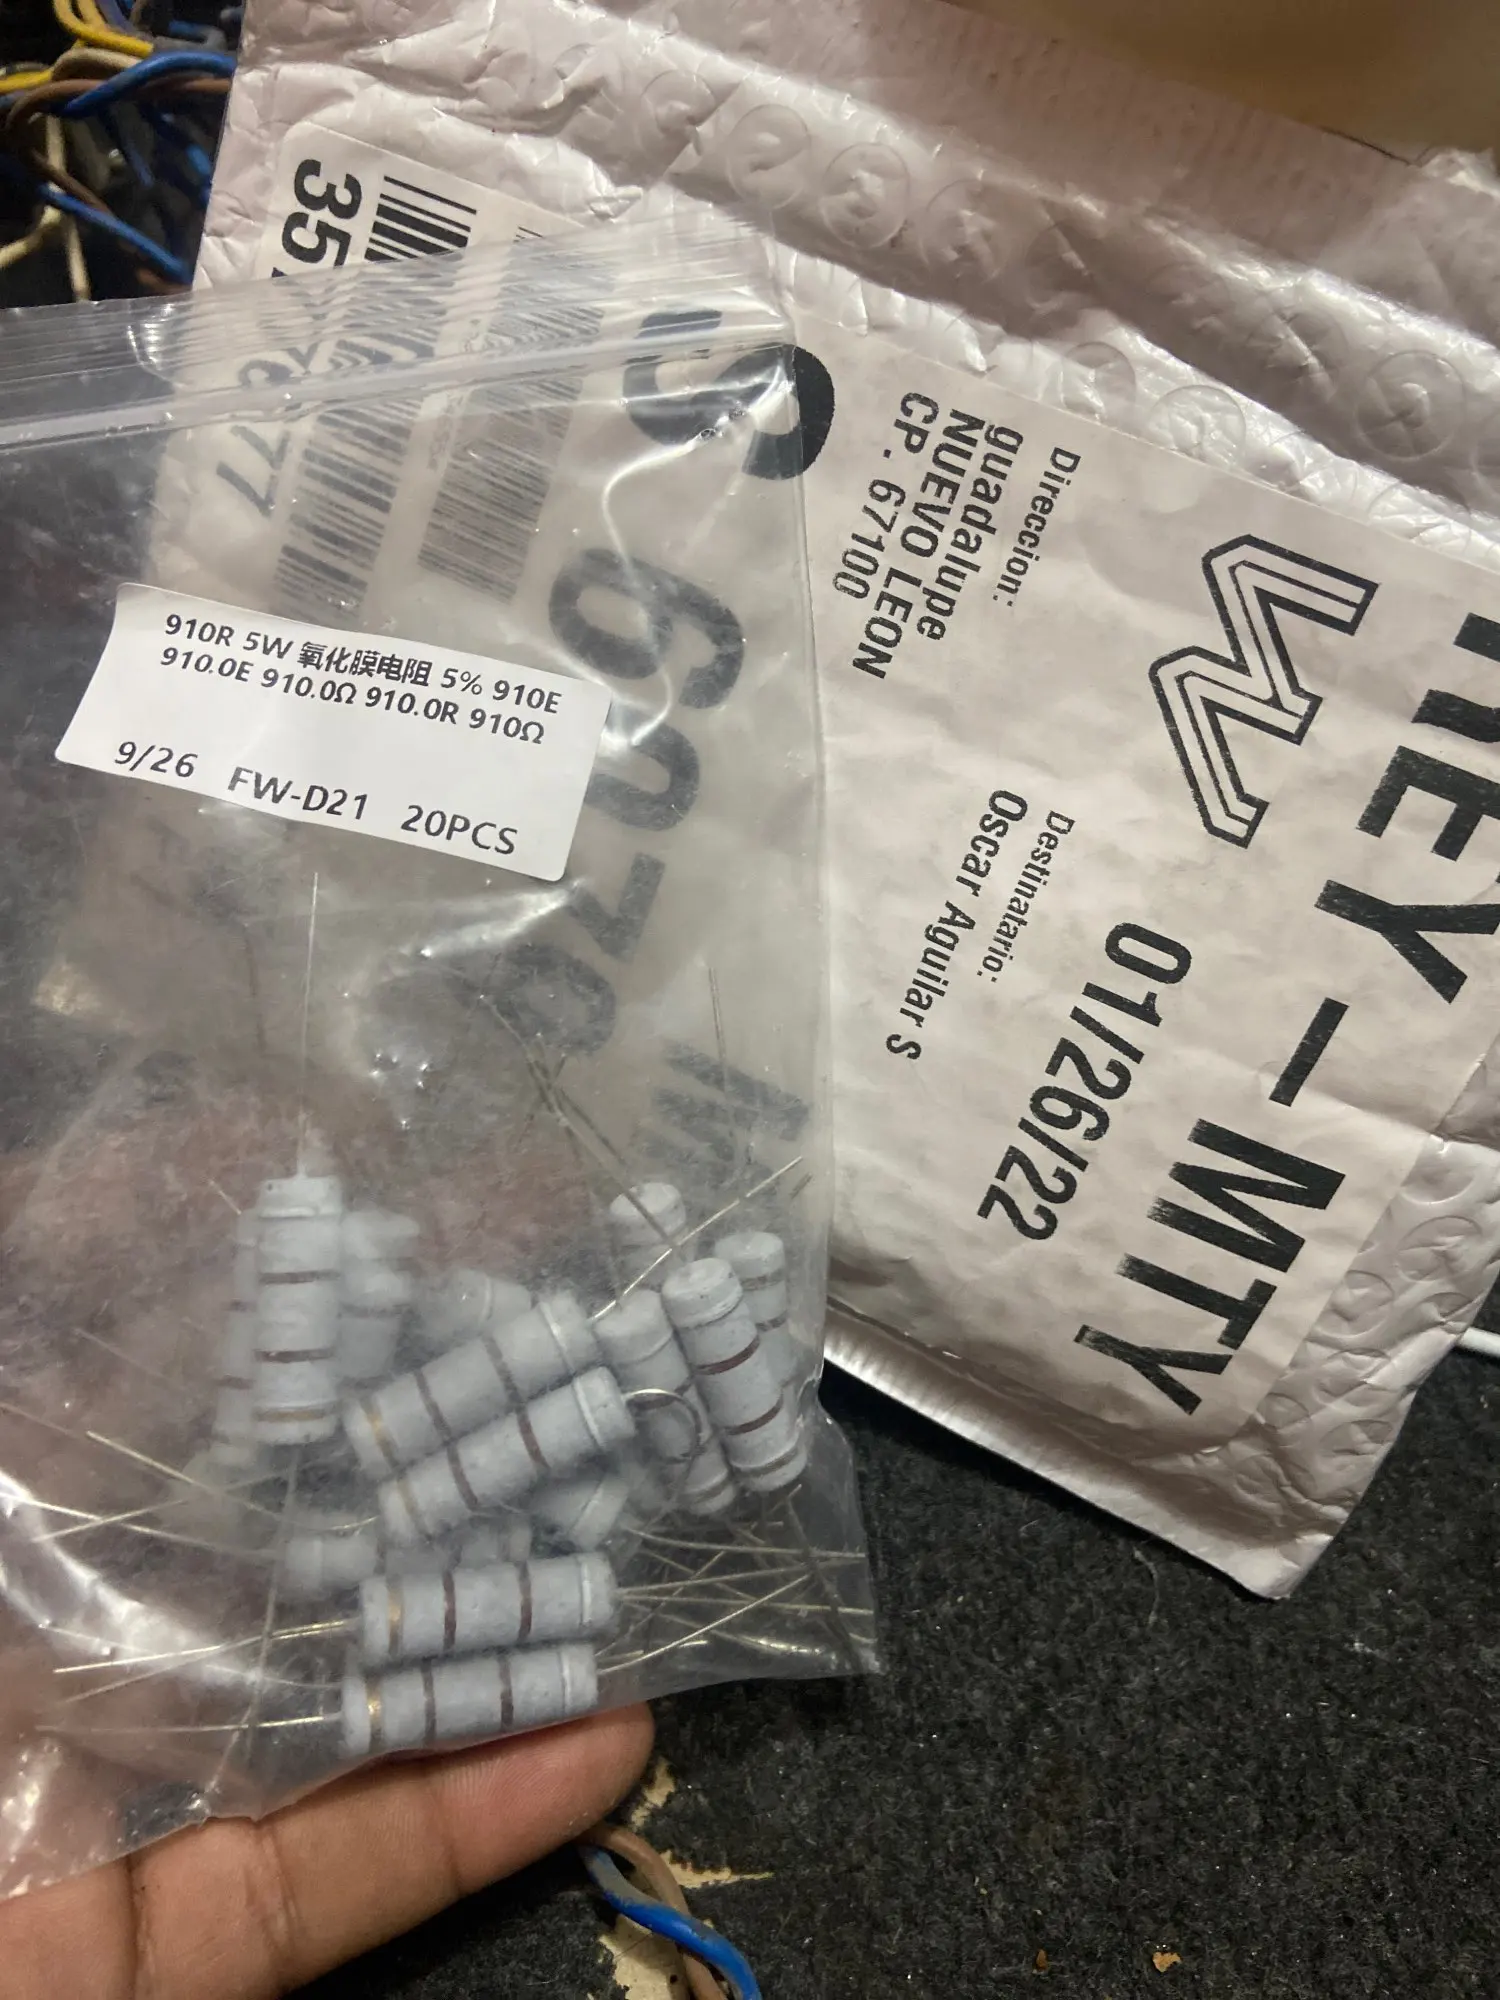 910R 5W 氧化膜电阻 5% 910E
910.0E 910.0Ω 910.0R 910Ω
9/26 FW-D21 20PCS
Direccion:
guadalupe
NUEVO LEON
CP. 67100
Destinatario:
Oscar Aguilar S
01/26/22
REY-MTY